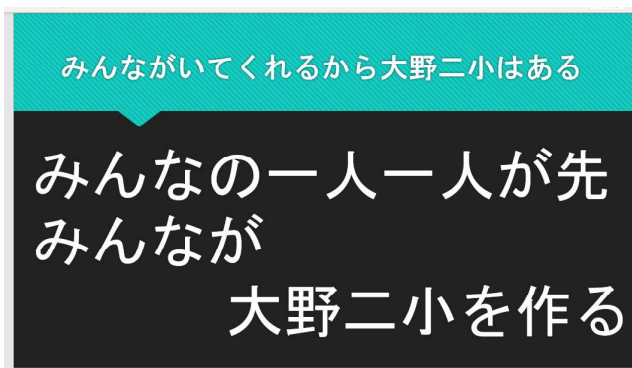 みんながいてくれるから大野二小はある
みんなの一人一人が先
みんなが
大野二小を作る